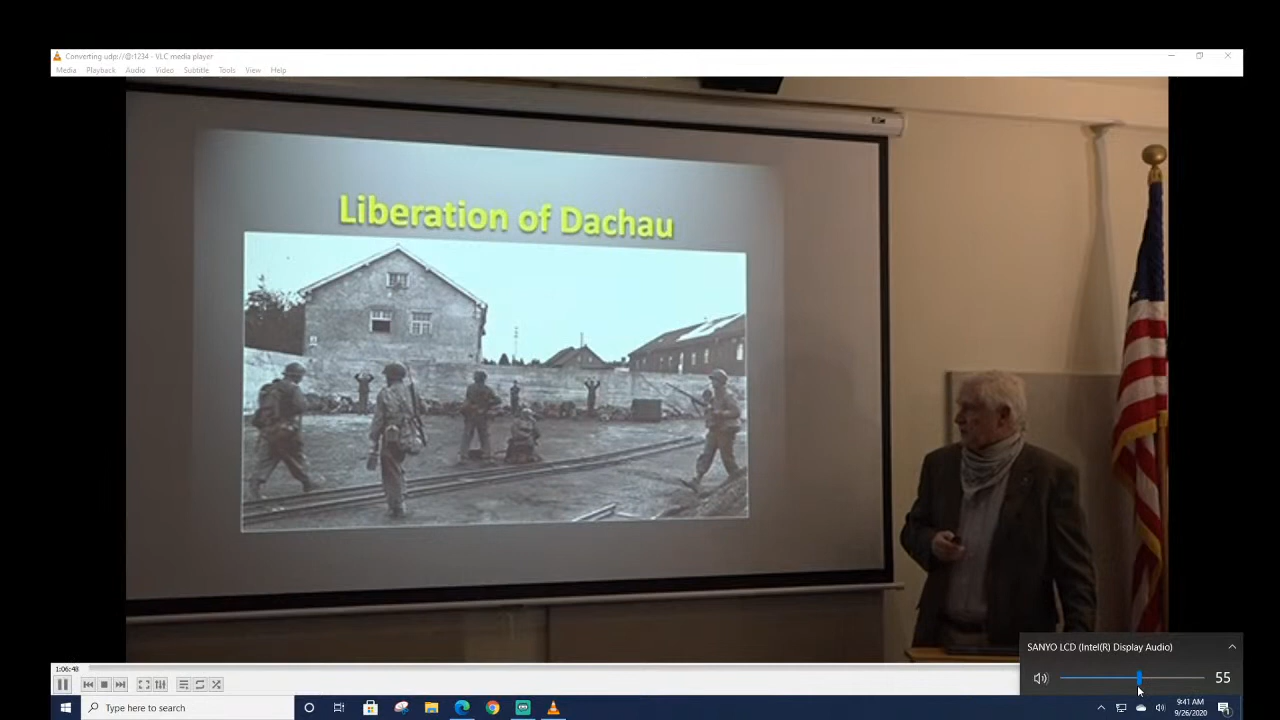 Converting udp://@:1234 - VLC media player
Media Playback Audio Video Subtitle Tools View Help
Liberation of Dachau
SANYO LCD (Intel(R) Display Audio)
1:06:48
55
Type here to search
9:41 AM
9/26/2020
1